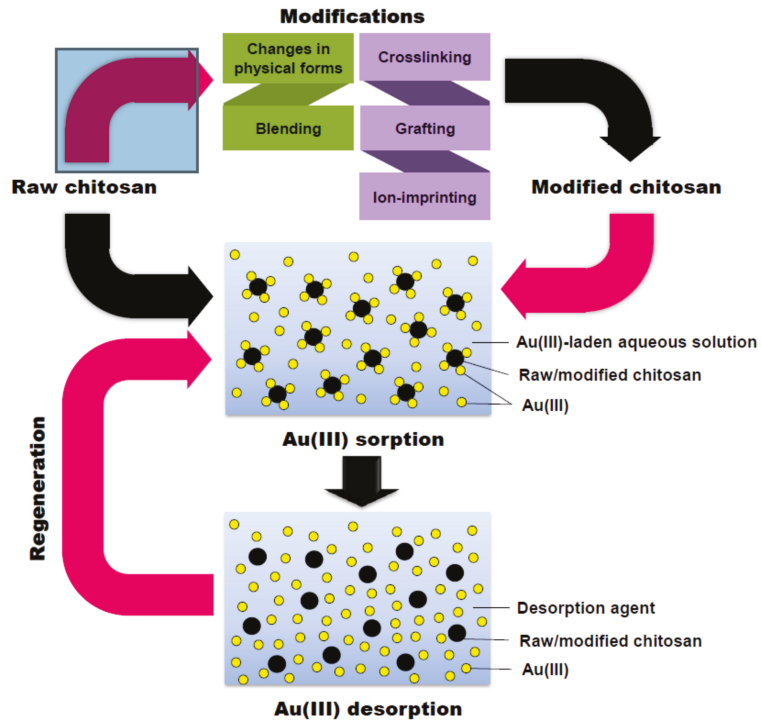 Modifications
Changes in
physical forms
Crosslinking
Blending
Grafting
Ion-imprinting
Raw chitosan
Modified chitosan
Au(III)-laden aqueous solution
Raw/modified chitosan
Au(III)
Au(III) sorption
Regeneration
Desorption agent
Raw/modified chitosan
Au(III)
Au(III) desorption